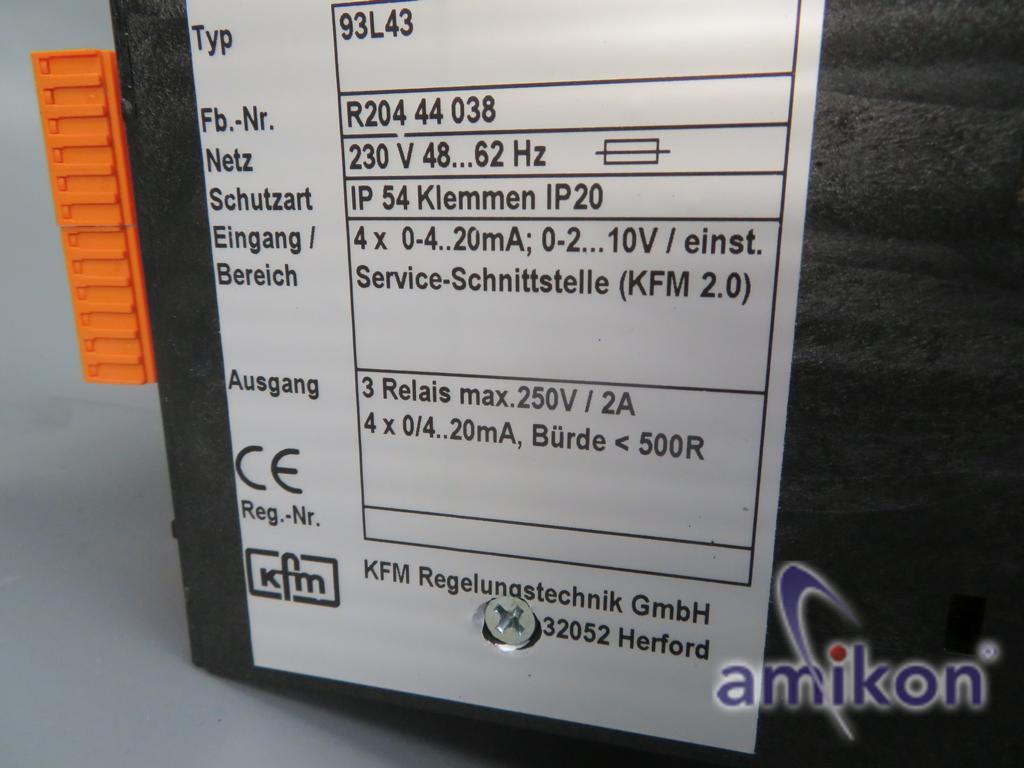 Typ 93L43
Fb.-Nr. R204 44 038
Netz 230 V 48...62 Hz
Schutzart IP 54 Klemmen IP20
Eingang / 4 x 0-4..20mA; 0-2...10V / einst.
Bereich Service-Schnittstelle (KFM 2.0)
Ausgang 3 Relais max.250V / 2A
4 x 0/4..20mA, Bürde < 500R
CE
Reg.-Nr.
kfm KFM Regelungstechnik GmbH
32052 Herford
amikon®